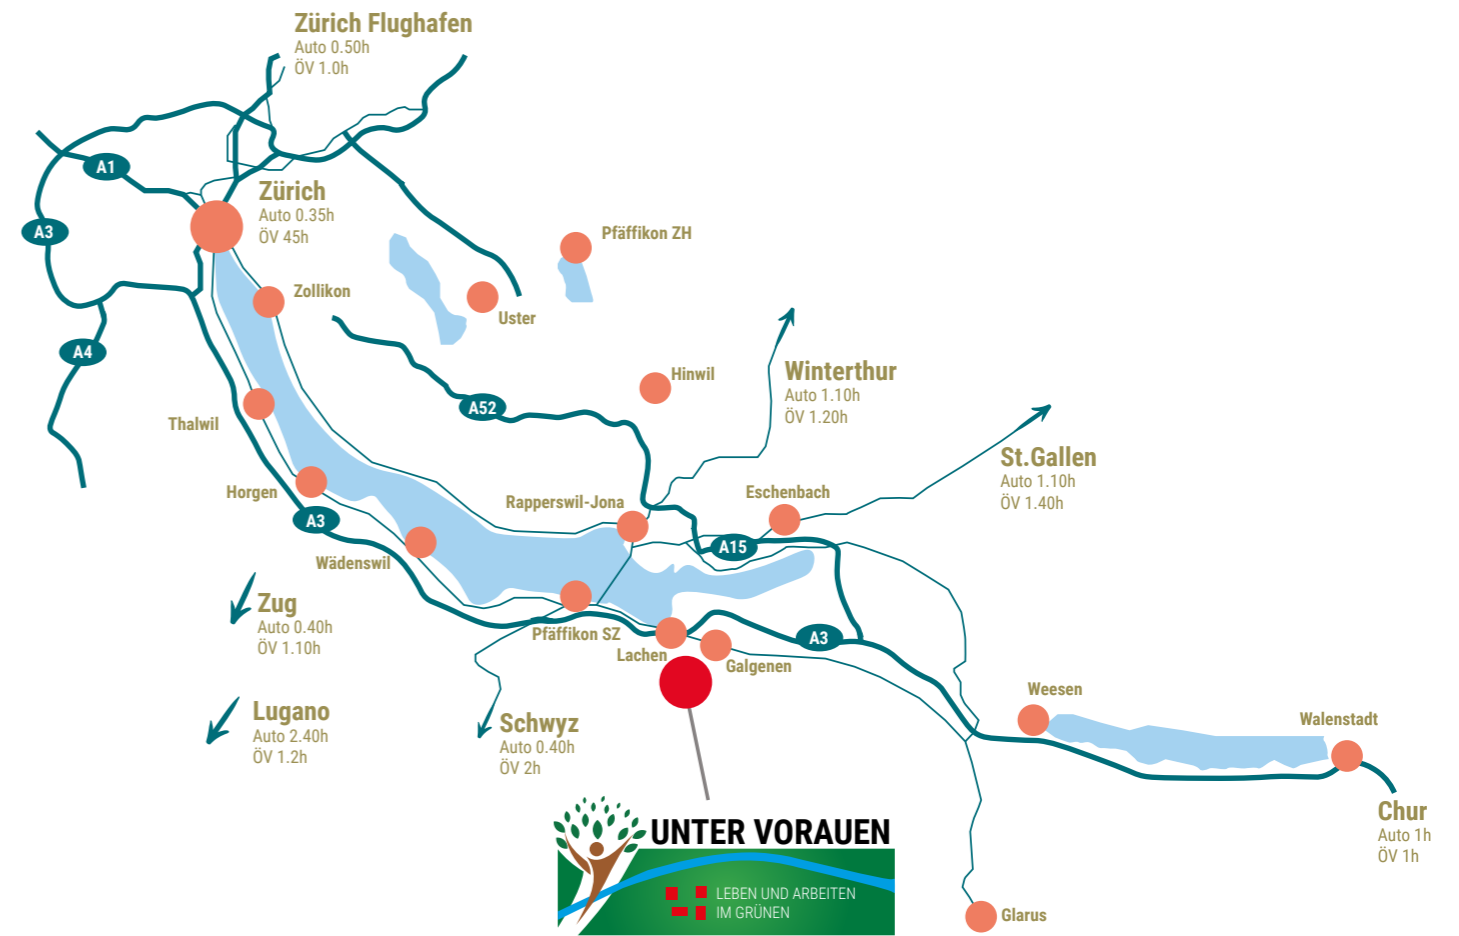 Zürich Flughafen
Auto 0.50h
ÖV 1.0h
A1
Zürich
Auto 0.35h
ÖV 45h
A3
Pfäffikon ZH
Zollikon
Uster
A4
Hinwil
Winterthur
Auto 1.10h
ÖV 1.20h
A52
Thalwil
St.Gallen
Auto 1.10h
ÖV 1.40h
Horgen
Rapperswil-Jona
Eschenbach
A3
A15
Wädenswil
Zug
Auto 0.40h
ÖV 1.10h
Pfäffikon SZ
A3
Lachen
Galgenen
Weesen
Walenstadt
Lugano
Auto 2.40h
ÖV 1.2h
Schwyz
Auto 0.40h
ÖV 2h
Chur
Auto 1h
ÖV 1h
UNTER VORAUEN
LEBEN UND ARBEITEN
IM GRÜNEN
Glarus